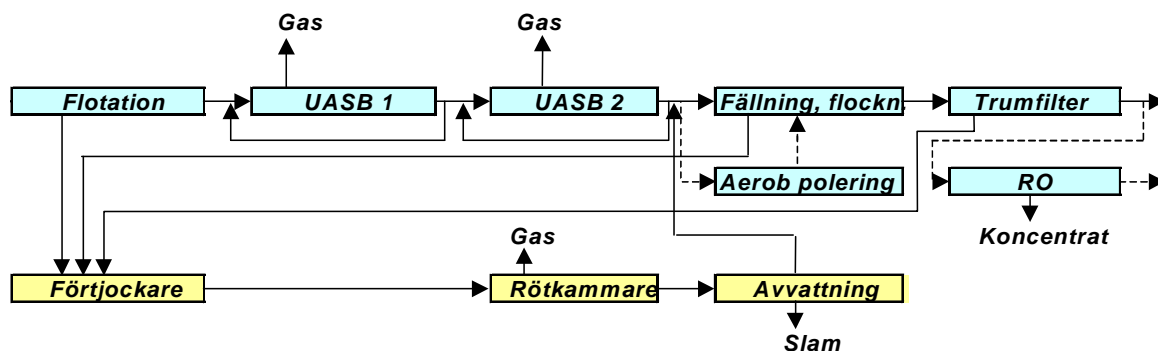 Gas
Gas
Flotation
UASB 1
UASB 2
Fällning, flockn.
Trumfilter
Aerob polering
RO
Koncentrat
Gas
Förtjockare
Rötkammare
Avvattning
Slam